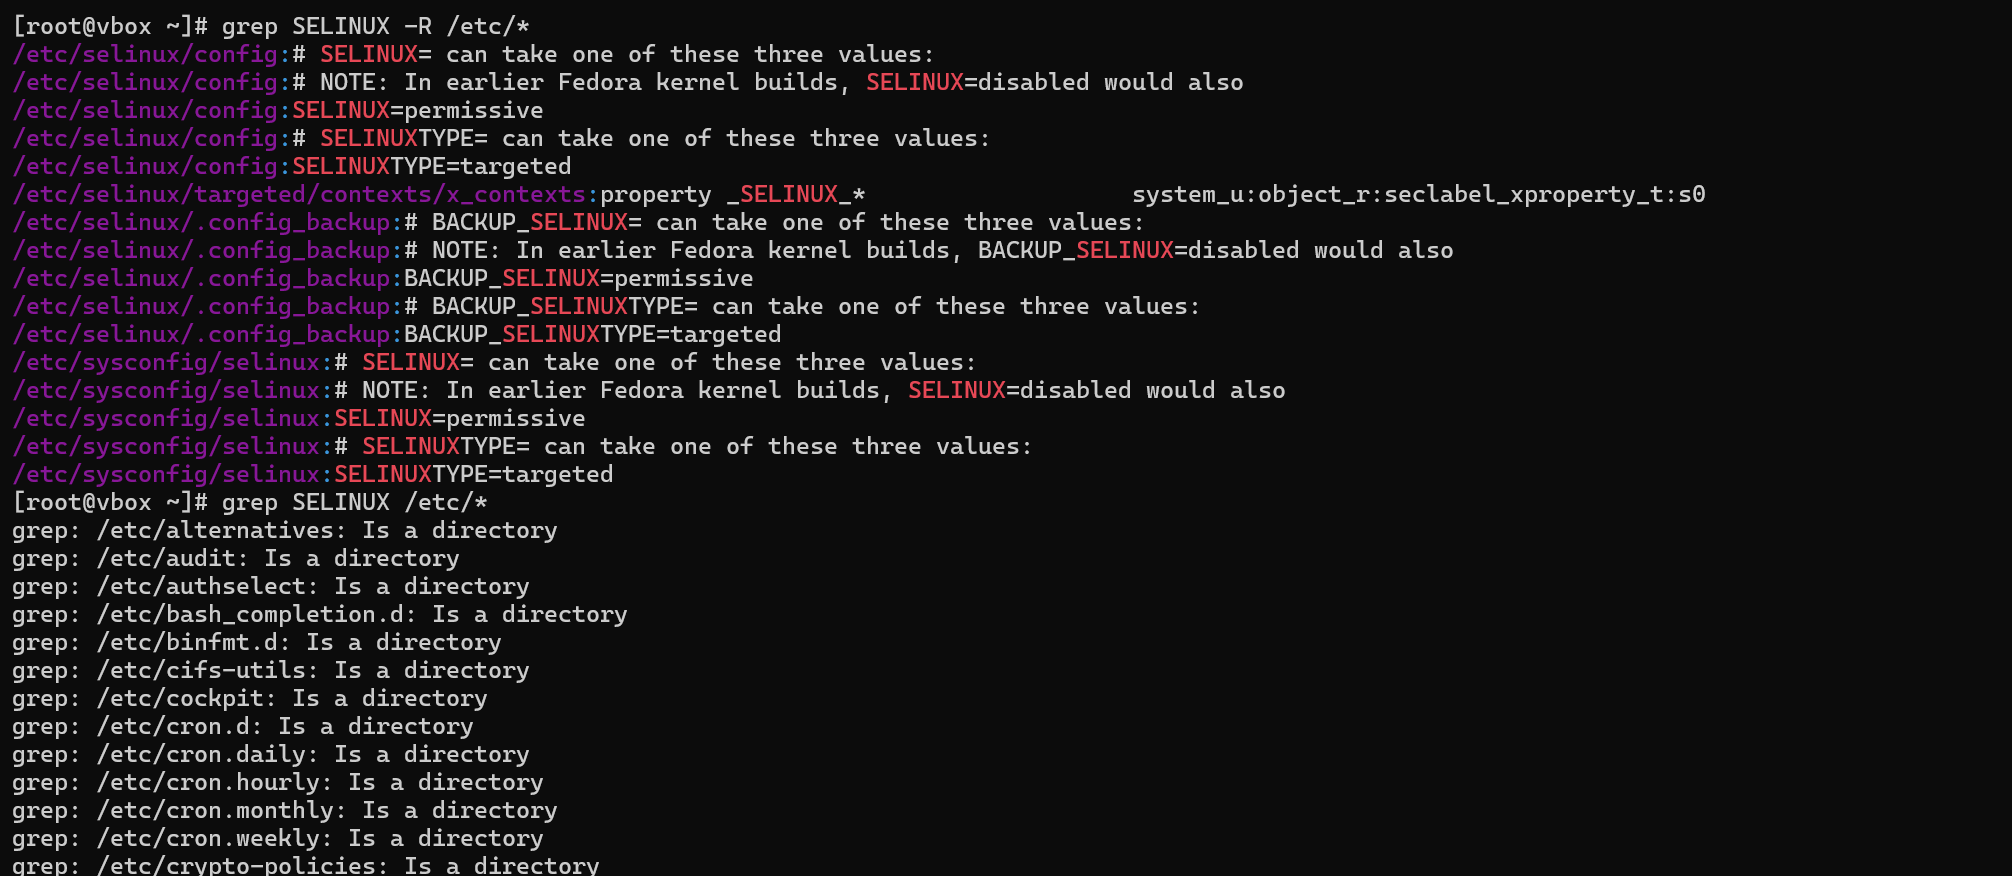 [root@vbox ~]# grep SELINUX -R /etc/*
/etc/selinux/config:# SELINUX= can take one of these three values:
/etc/selinux/config:# NOTE: In earlier Fedora kernel builds, SELINUX=disabled would also
/etc/selinux/config:SELINUX=permissive
/etc/selinux/config:# SELINUXTYPE= can take one of these three values:
/etc/selinux/config:SELINUXTYPE=targeted
/etc/selinux/targeted/contexts/x_contexts:property _SELINUX_*                   system_u:object_r:seclabel_xproperty_t:s0
/etc/selinux/.config_backup:# BACKUP_SELINUX= can take one of these three values:
/etc/selinux/.config_backup:# NOTE: In earlier Fedora kernel builds, BACKUP_SELINUX=disabled would also
/etc/selinux/.config_backup:BACKUP_SELINUX=permissive
/etc/selinux/.config_backup:# BACKUP_SELINUXTYPE= can take one of these three values:
/etc/selinux/.config_backup:BACKUP_SELINUXTYPE=targeted
/etc/sysconfig/selinux:# SELINUX= can take one of these three values:
/etc/sysconfig/selinux:# NOTE: In earlier Fedora kernel builds, SELINUX=disabled would also
/etc/sysconfig/selinux:SELINUX=permissive
/etc/sysconfig/selinux:# SELINUXTYPE= can take one of these three values:
/etc/sysconfig/selinux:SELINUXTYPE=targeted
[root@vbox ~]# grep SELINUX /etc/*
grep: /etc/alternatives: Is a directory
grep: /etc/audit: Is a directory
grep: /etc/authselect: Is a directory
grep: /etc/bash_completion.d: Is a directory
grep: /etc/binfmt.d: Is a directory
grep: /etc/cifs-utils: Is a directory
grep: /etc/cockpit: Is a directory
grep: /etc/cron.d: Is a directory
grep: /etc/cron.daily: Is a directory
grep: /etc/cron.hourly: Is a directory
grep: /etc/cron.monthly: Is a directory
grep: /etc/cron.weekly: Is a directory
grep: /etc/crypto-policies: Is a directory